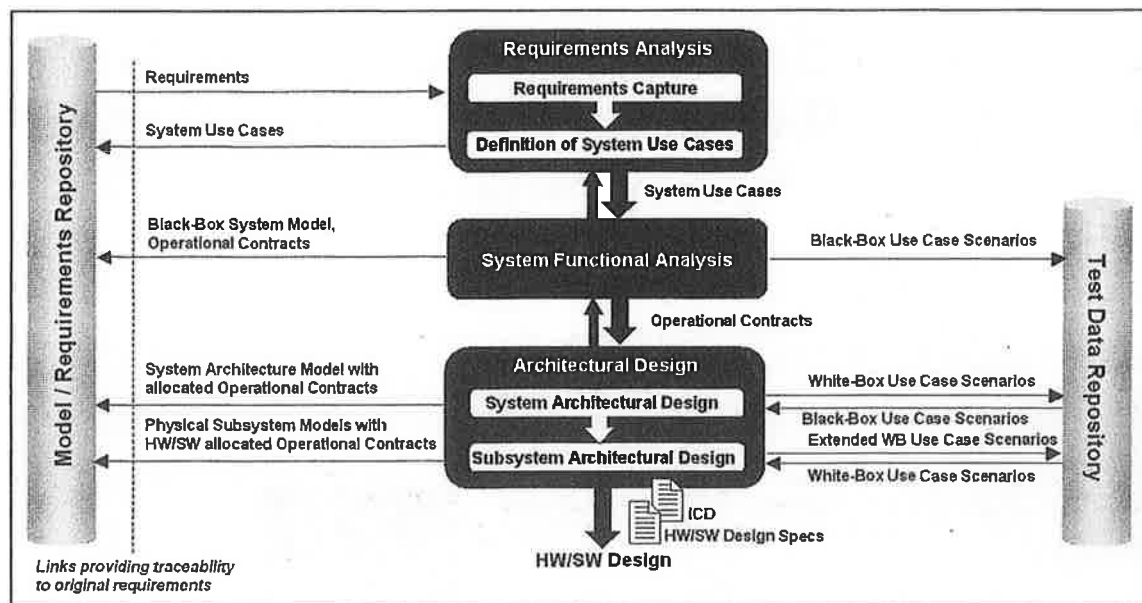 Requirements Analysis
Requirements
Requirements Capture
System Use Cases
Definition of System Use Cases
System Use Cases
Model / Requirements Repository
Black-Box System Model,
Operational Contracts
System Functional Analysis
Black-Box Use Case Scenarios
Test Data Repository
Operational Contracts
Architectural Design
System Architecture Model with
allocated Operational Contracts
System Architectural Design
White-Box Use Case Scenarios
Black-Box Use Case Scenarios
Physical Subsystem Models with
HW/SW allocated Operational Contracts
Subsystem Architectural Design
Extended WB Use Case Scenarios
White-Box Use Case Scenarios
ICD
HW/SW Design Specs
HW/SW Design
Links providing traceability
to original requirements